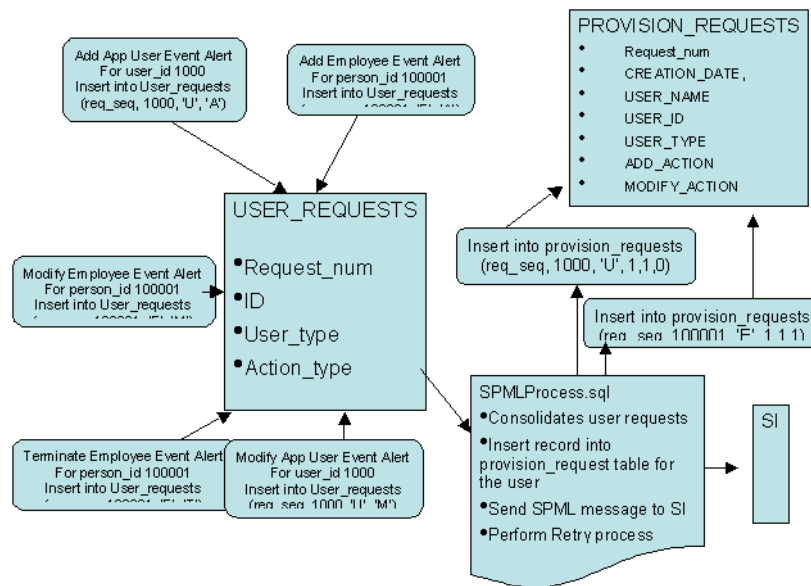 Add App User Event Alert
For user_id 1000
Insert into User_requests
(req_seq, 1000, 'U', 'A')
Add Employee Event Alert
For person_id 100001
Insert into User_requests
PROVISION_REQUESTS
• Request_num
• CREATION_DATE,
• USER_NAME
• USER_ID
• USER_TYPE
• ADD_ACTION
• MODIFY_ACTION
USER_REQUESTS
•Request_num
•ID
•User_type
•Action_type
Modify Employee Event Alert
For person_id 100001
Insert into User_requests
Insert into provision_requests
(req_seq, 1000, 'U', 1,1,0)
Insert into provision_requests
(req_seq, 100001, 'E', 1,1,1)
Terminate Employee Event Alert
For person_id 100001
Insert into User_requests
Modify App User Event Alert
For user_id 1000
Insert into User_requests
(req_seq, 1000, 'U', 'M')
SPMLProcess.sql
•Consolidates user requests
•Insert record into
provision_request table for
the user
•Send SPML message to SI
•Perform Retry process
SI